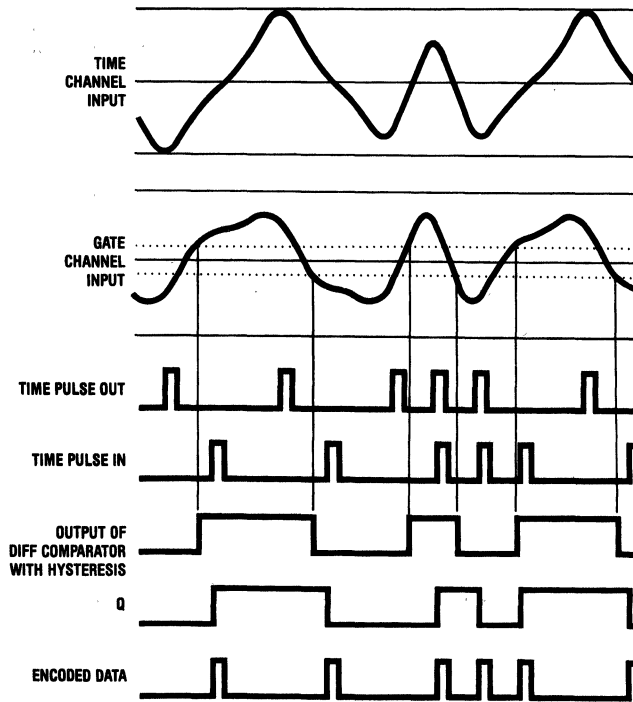 TIME
CHANNEL
INPUT
GATE
CHANNEL
INPUT
TIME PULSE OUT
TIME PULSE IN
OUTPUT OF
DIFF COMPARATOR
WITH HYSTERESIS
Q
ENCODED DATA